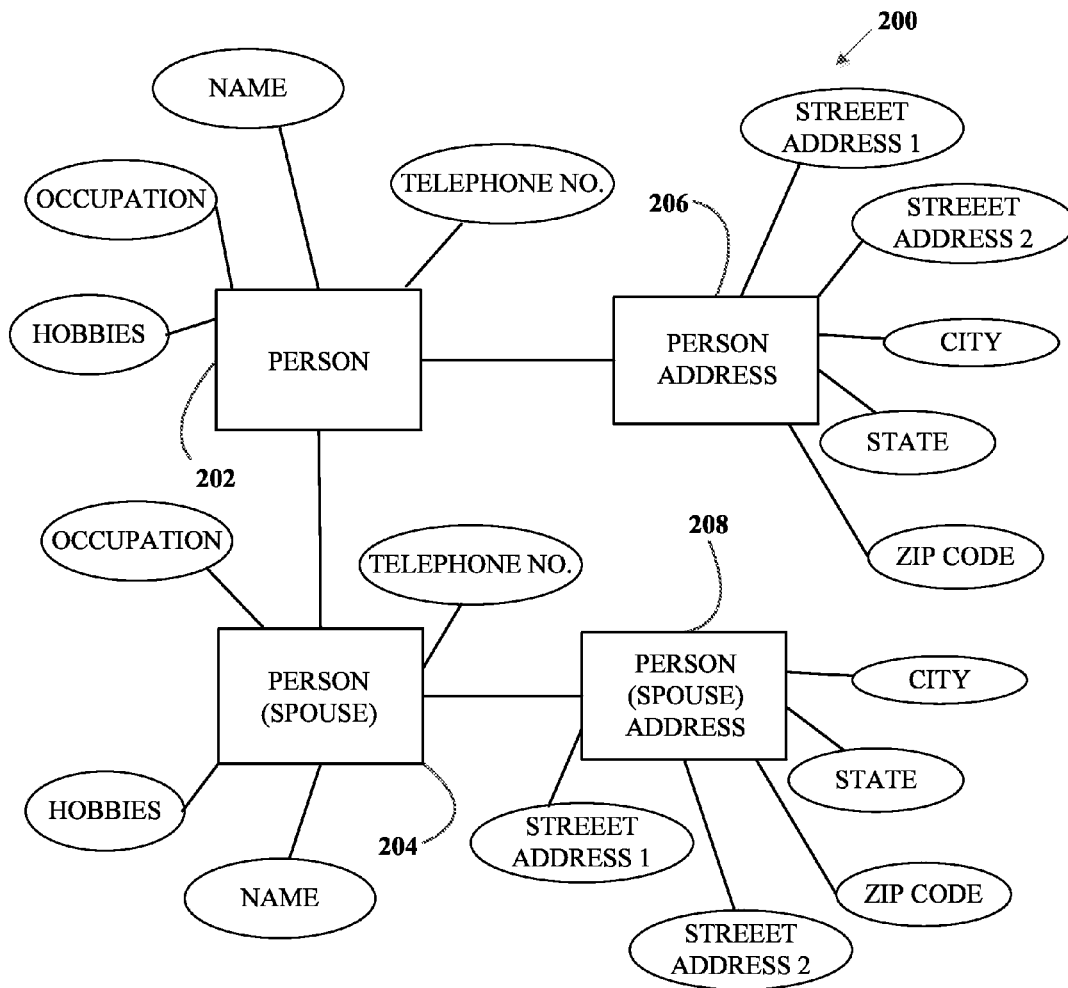 200
NAME
STREEET
ADDRESS 1
OCCUPATION
TELEPHONE NO.
206
STREEET
ADDRESS 2
HOBBIES
PERSON
PERSON
ADDRESS
CITY
STATE
202
OCCUPATION
TELEPHONE NO.
208
ZIP CODE
PERSON
(SPOUSE)
PERSON
(SPOUSE)
ADDRESS
CITY
STATE
HOBBIES
204
STREEET
ADDRESS 1
NAME
ZIP CODE
STREEET
ADDRESS 2